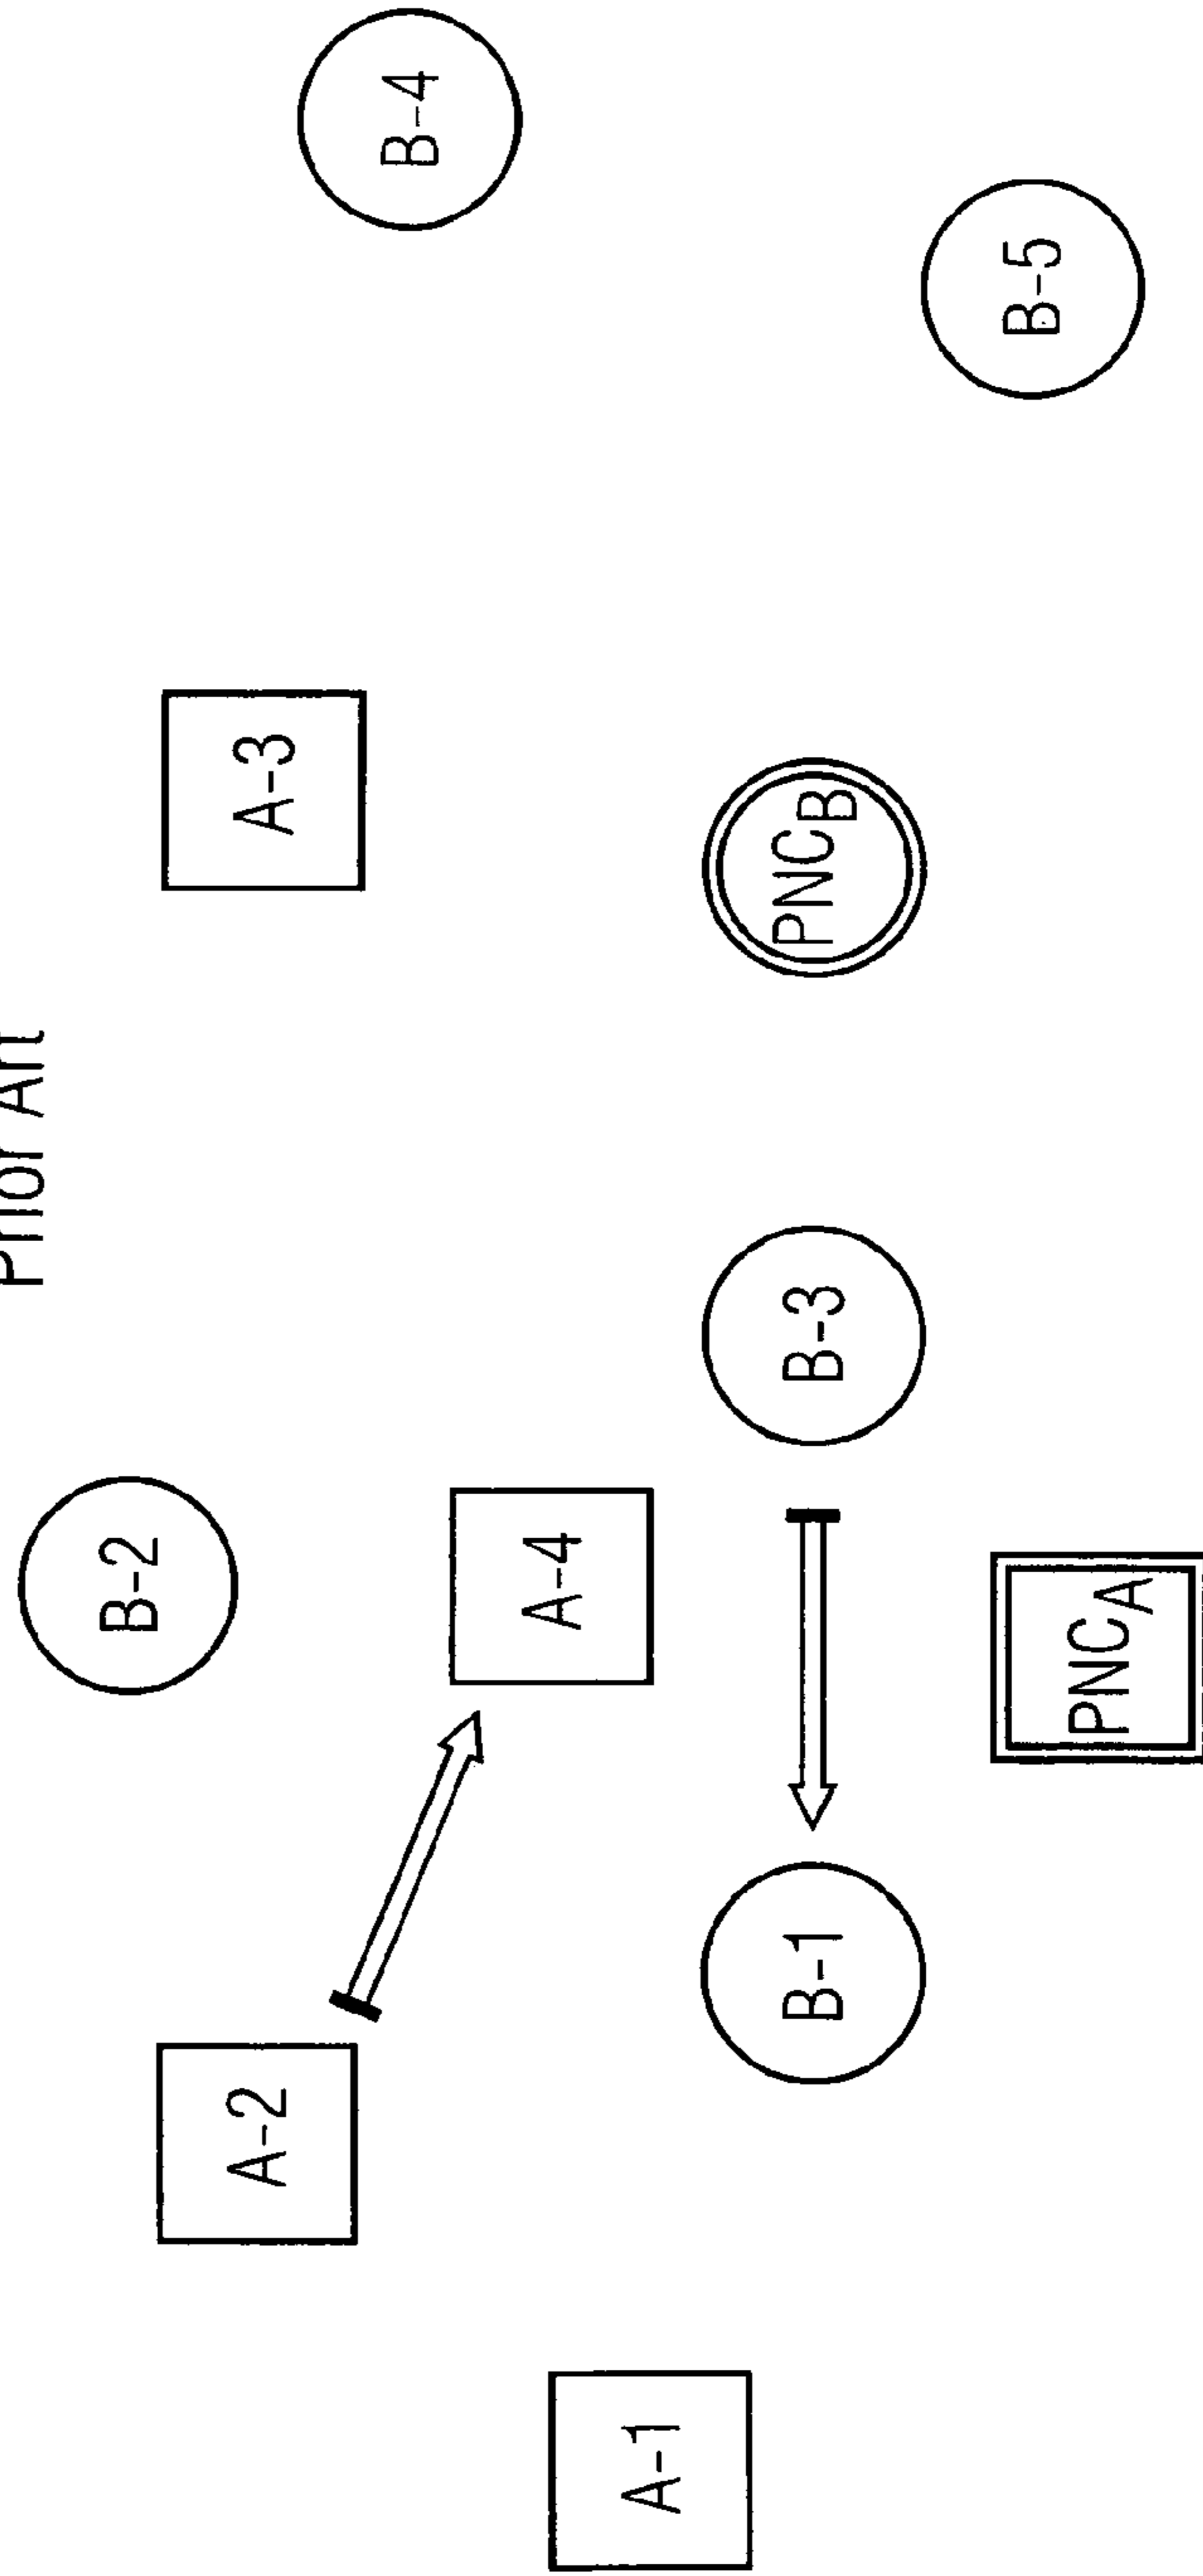 Prior Art
B-2
A-2
A-3
B-4
A-4
A-1
B-1
B-3
PNCB
B-5
PNCA